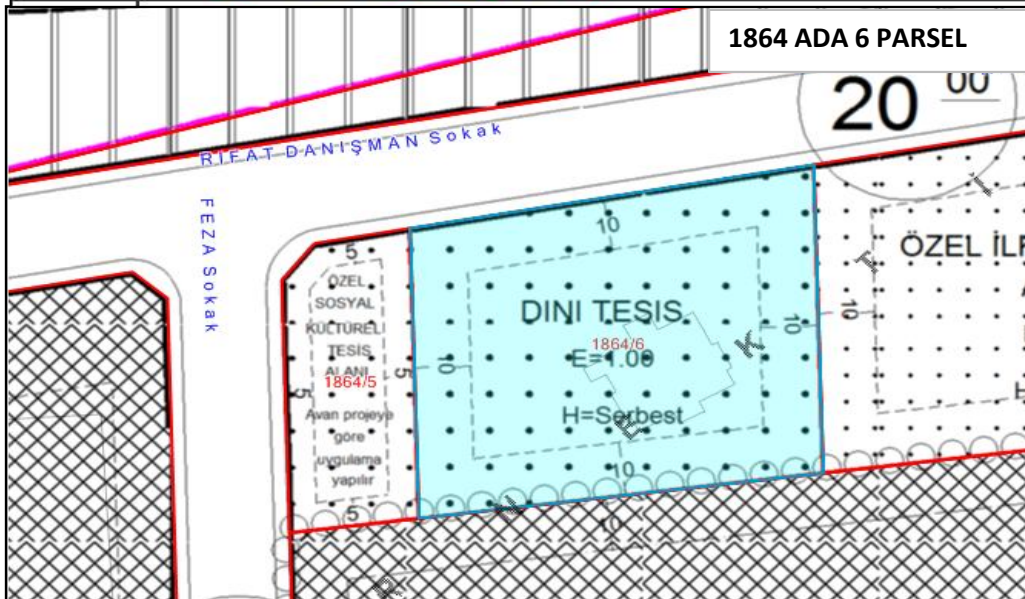 1864 ADA 6 PARSEL
20 00
RIFAT DANIŞMAN Sokak
FEZA Sokak
10
5
ÖZEL
SOSYAL
KÜLTÜREL
TESİS
ALANI
1864/5
Avan projeye
göre
uygulama
yapılır
5
5
5
10
DINI TESIS
1864/6
E=1.00
H=Serbest
10
10
10
10
ÖZEL İL
H
T
İ
K
E